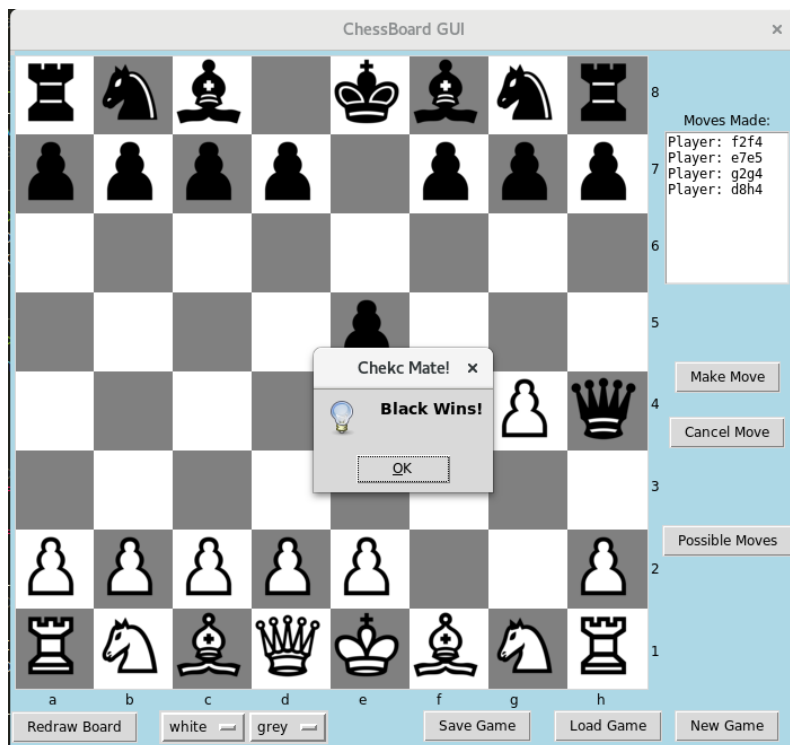 ChessBoard GUI
×
8
Moves Made:
Player: f2f4
Player: e7e5
Player: g2g4
Player: d8h4
7
6
5
Chekc Mate! ×
Black Wins!
OK
Make Move
4
Cancel Move
3
Possible Moves
2
1
a b c d e f g h
Redraw Board white grey Save Game Load Game New Game